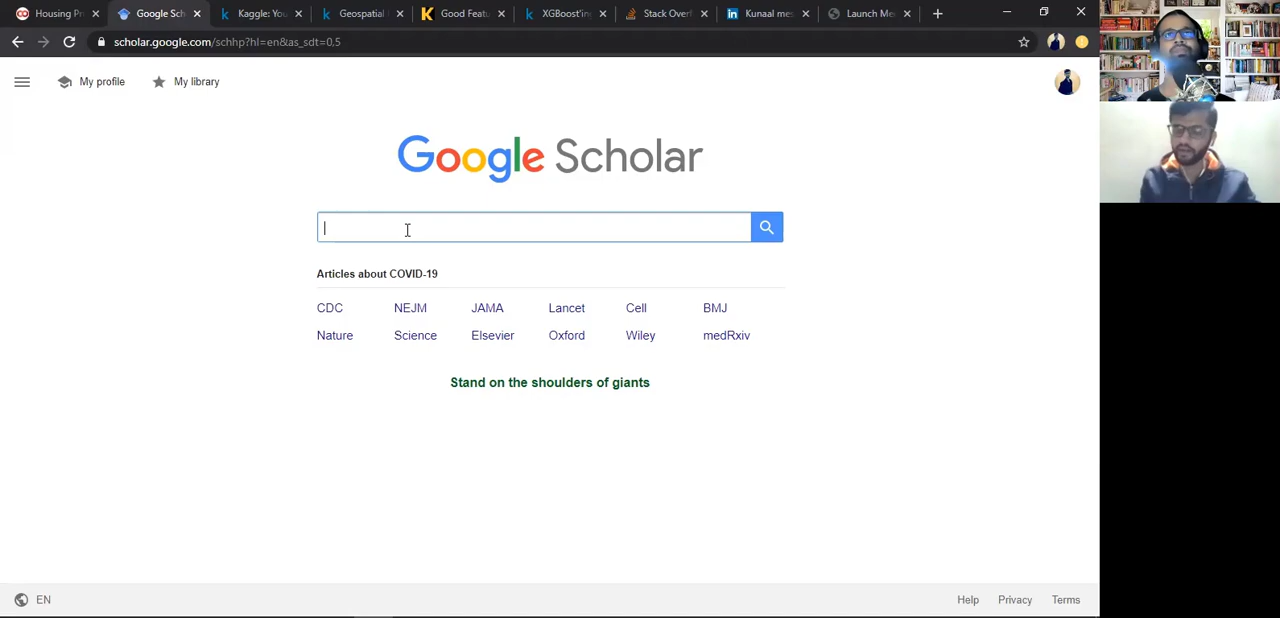 Housing Pr
Google Sch
Kaggle: You
Geospatial
Good Featu
XGBoost'ing
Stack Overf
Kunaal mes
Launch Me
scholar.google.com/schhp?hl=en&as_sdt=0,5
My profile
My library
Google Scholar
Articles about COVID-19
CDC NEJM JAMA Lancet Cell BMJ
Nature Science Elsevier Oxford Wiley medRxiv
Stand on the shoulders of giants
EN
Help Privacy Terms